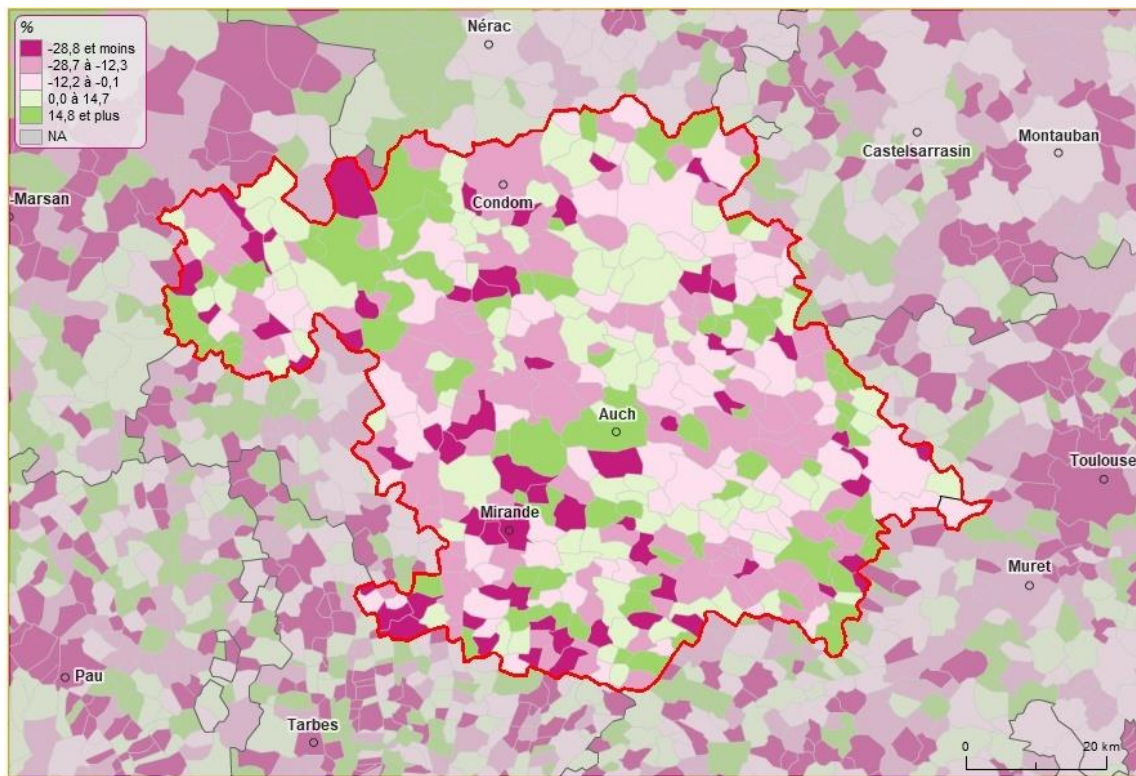 %
-28,8 et moins
-28,7 à -12,3
-12,2 à -0,1
0,0 à 14,7
14,8 et plus
NA
Nérac
Montauban
Castelsarrasin
-Marsan
Condom
Auch
Toulouse
Mirande
Muret
Pau
Tarbes
0 20 km